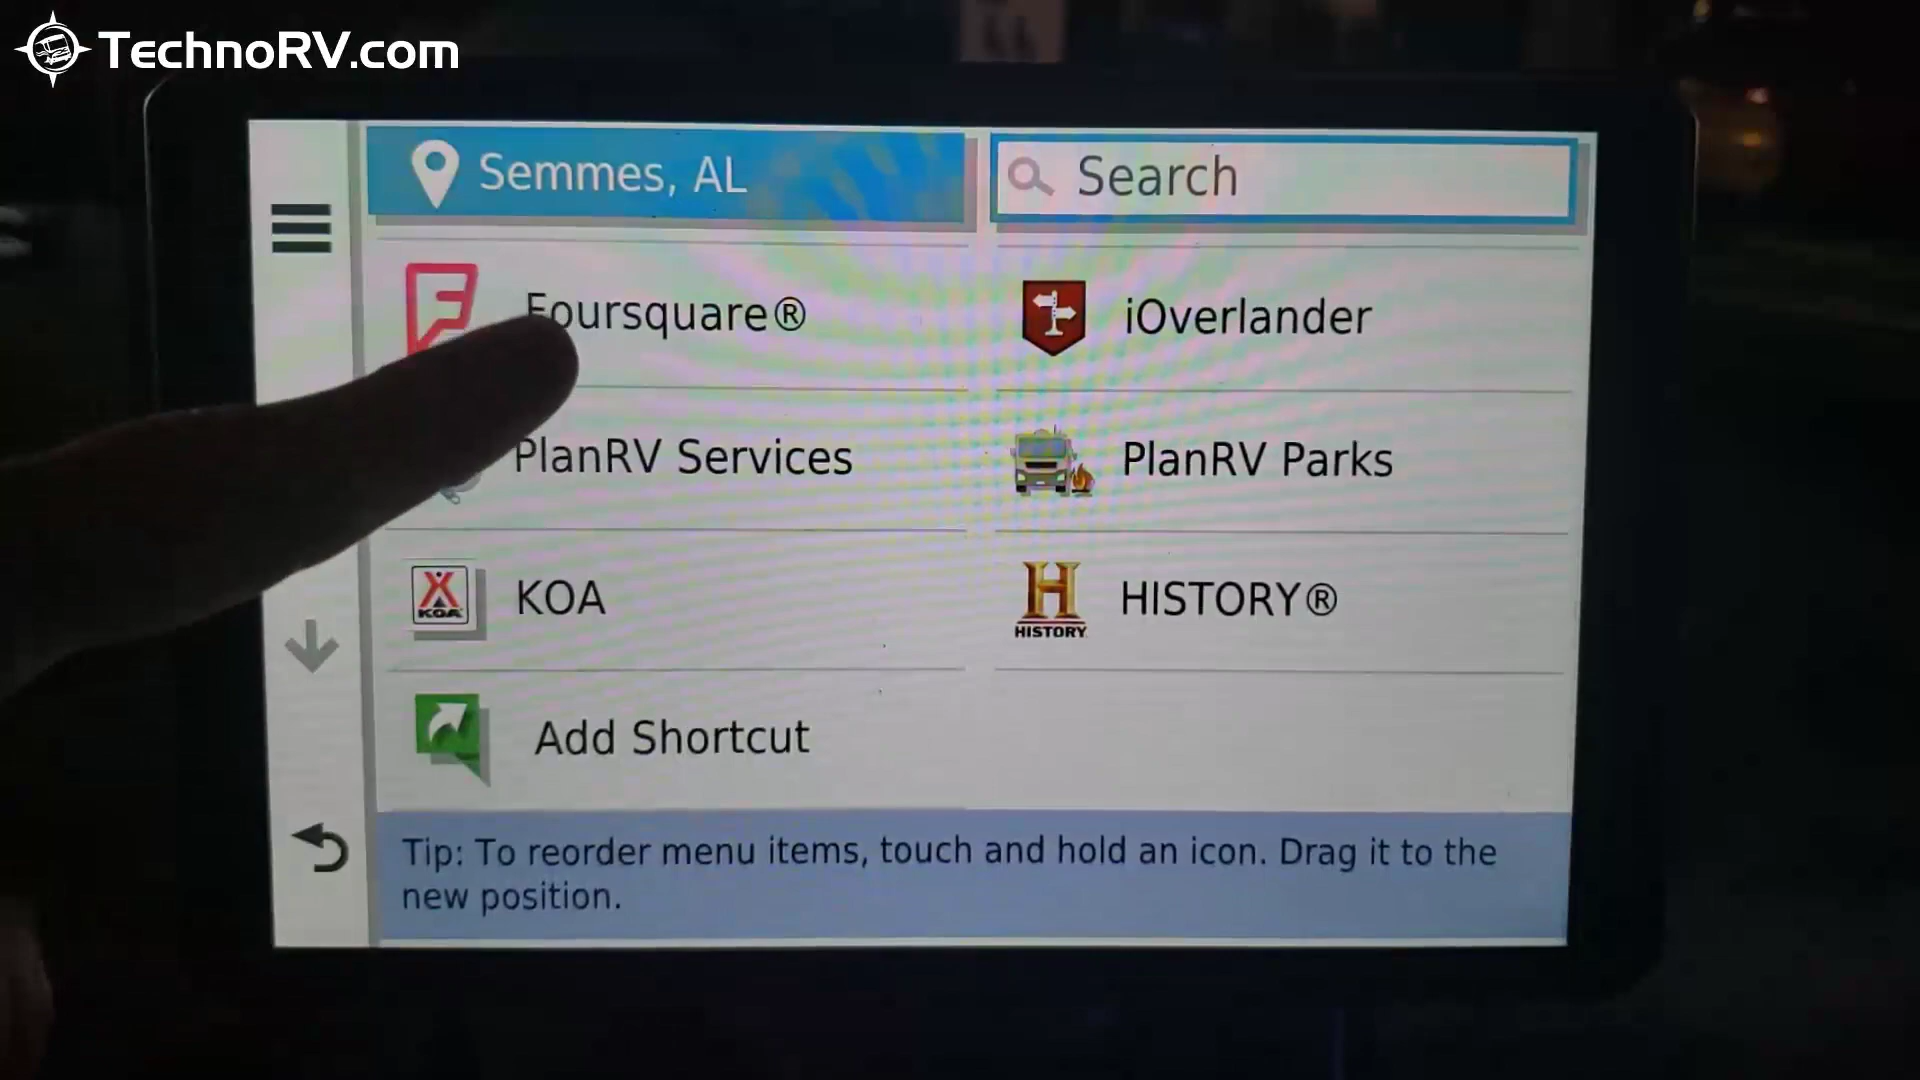 TechnoRV.com
Semmes, AL
Search
Foursquare®
iOverlander
PlanRV Services
PlanRV Parks
KOA
KOA
HISTORY
HISTORY®
Add Shortcut
Tip: To reorder menu items, touch and hold an icon. Drag it to the
new position.